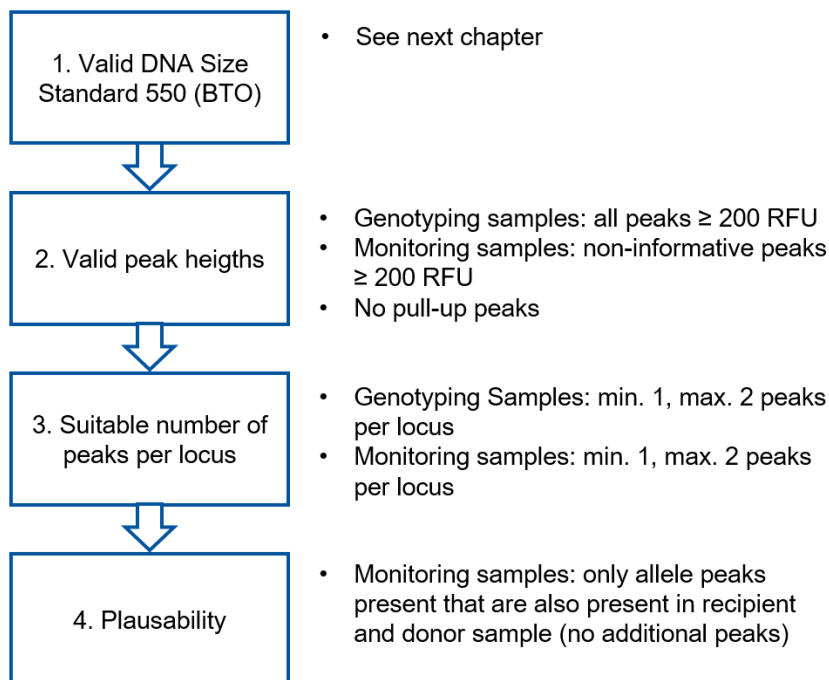 1. Valid DNA Size
Standard 550 (BTO)
• See next chapter
2. Valid peak heigths
• Genotyping samples: all peaks ≥ 200 RFU
• Monitoring samples: non-informative peaks
≥ 200 RFU
• No pull-up peaks
3. Suitable number of
peaks per locus
• Genotyping Samples: min. 1, max. 2 peaks
per locus
• Monitoring samples: min. 1, max. 2 peaks
per locus
4. Plausability
• Monitoring samples: only allele peaks
present that are also present in recipient
and donor sample (no additional peaks)